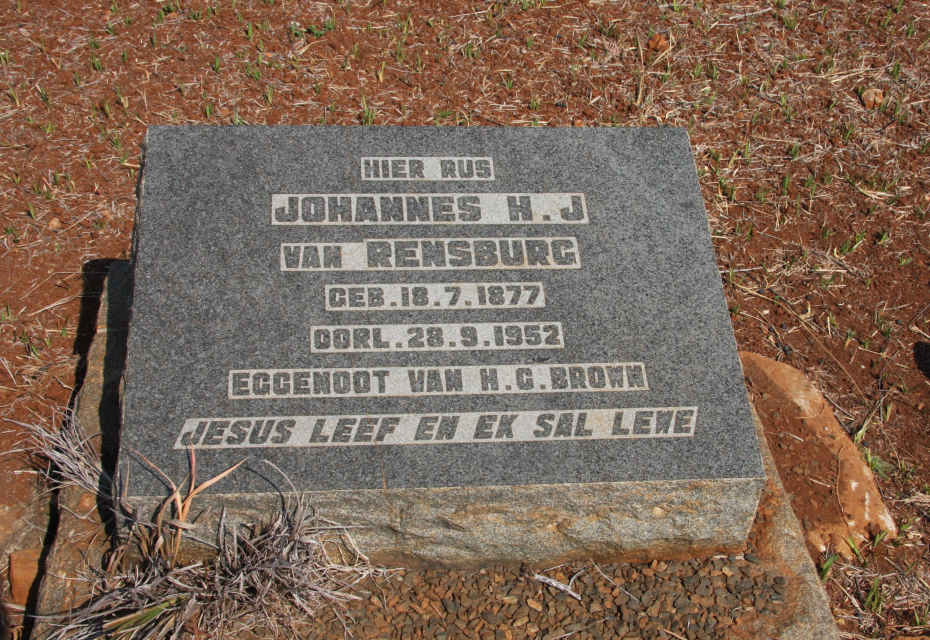 HIER RUS
JOHANNES H.J
VAN RENSBURG
GEB.18.7.1877
OORL.28.9.1952
EGGENOOT VAN H.G.BROWN
JESUS LEEF EN EK SAL LEWE